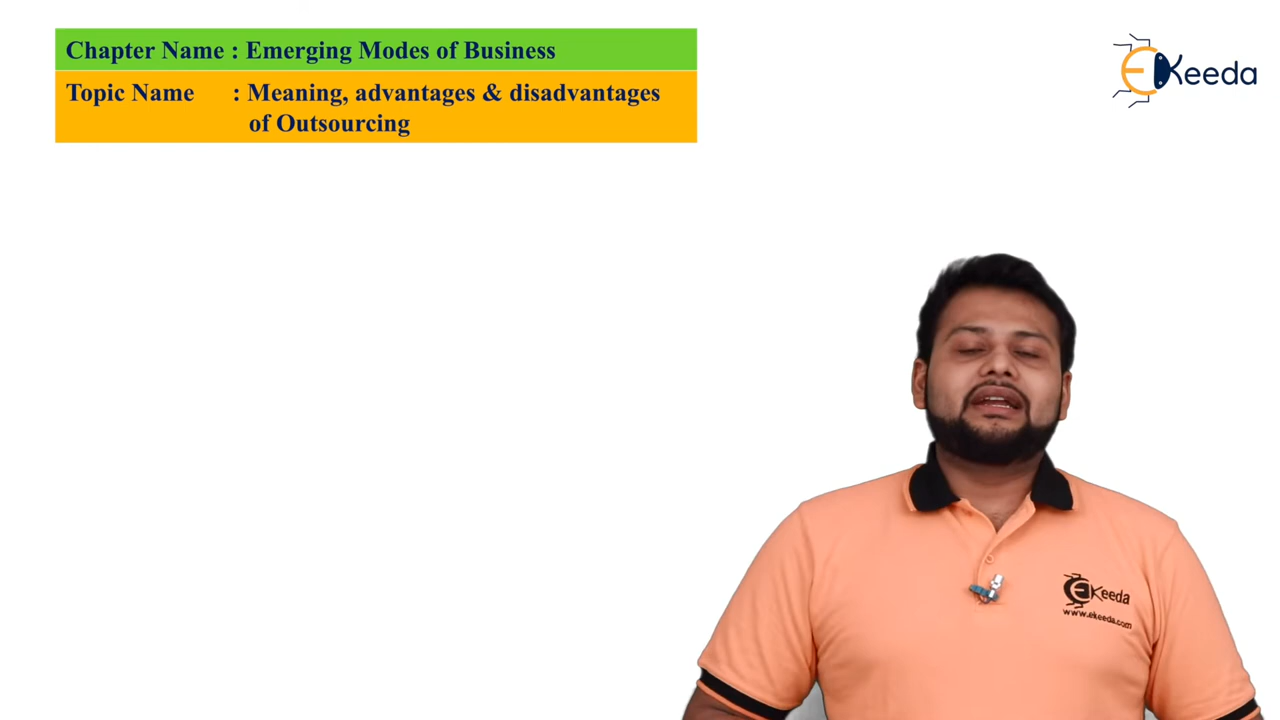 Chapter Name : Emerging Modes of Business
Topic Name : Meaning, advantages & disadvantages
of Outsourcing
EKeeda
EKeeda
www.ekeeda.com